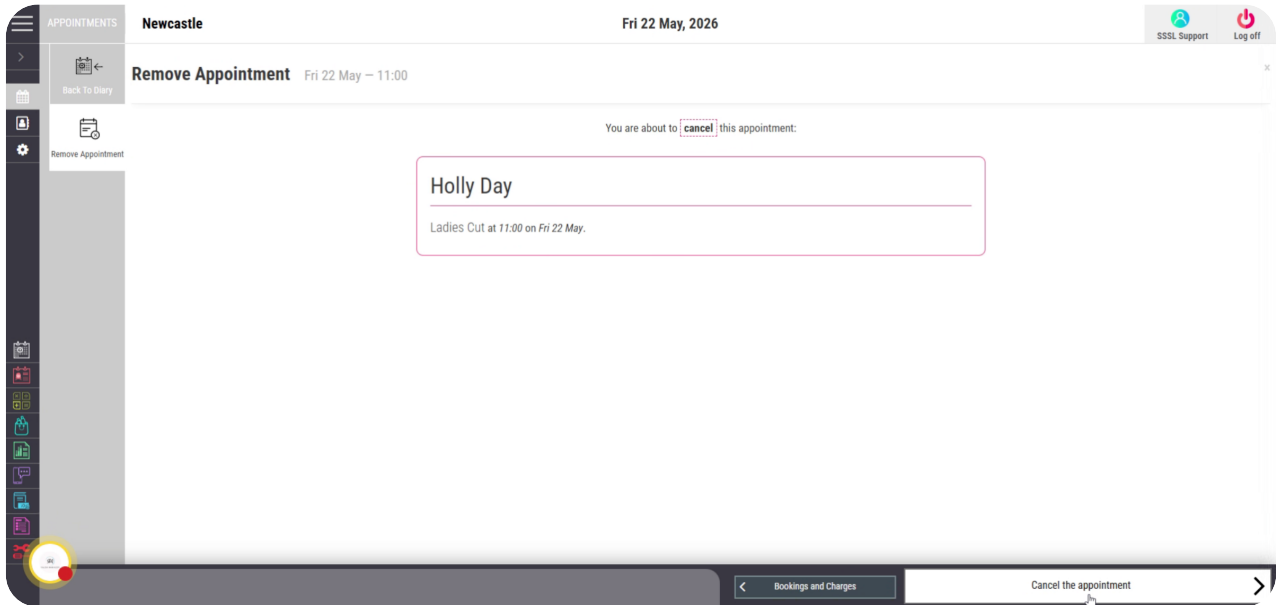 APPOINTMENTS
Newcastle
Fri 22 May, 2026
SSSL Support
Log off
Back To Diary
Remove Appointment Fri 22 May — 11:00
×
Remove Appointment
You are about to cancel this appointment:
Holly Day
Ladies Cut at 11:00 on Fri 22 May.
Bookings and Charges
Cancel the appointment